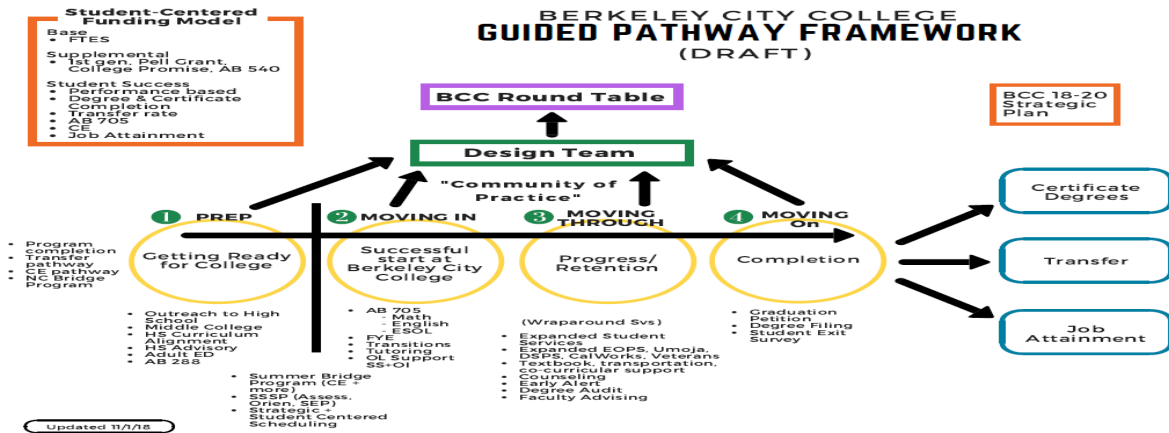 Student-Centered
Funding Model
Base
• FTES
Supplemental
• 1st gen, Pell Grant,
College Promise, AB 540
Student Success
• Performance based
• Degree & Certificate
Completion
• Transfer rate
• AB 705
• CE
• Job Attainment
BERKELEY CITY COLLEGE
GUIDED PATHWAY FRAMEWORK
(DRAFT)
BCC Round Table
BCC 18-20
Strategic
Plan
Design Team
"Community of
Practice"
1 PREP
2 MOVING IN
3 MOVING
THROUGH
4 MOVING
On
Getting Ready
for College
Successful
start at
Berkeley City
College
Progress/
Retention
Completion
Certificate
Degrees
Transfer
Job
Attainment
• Program
completion
• Transfer
pathway
• CE pathway
• NC Bridge
Program
• Outreach to High
School
• Middle College
• HS Curriculum
Alignment
• HS Advisory
• Adult ED
• AB 288
• AB 705
- Math
- English
- ESOL
• FYE
• Transitions
• Tutoring
• OL Support
SS+OI
• Summer Bridge
Program (CE +
more)
• SSSP (Assess,
Orien, SEP)
• Strategic +
Student Centered
Scheduling
(Wraparound Svs)
• Expanded Student
Services
• Expanded EOPS, Umoja,
DSPS, CalWorks, Veterans
• Textbook, transportation,
co-curricular support
• Counseling
• Early Alert
• Degree Audit
• Faculty Advising
• Graduation
Petition
• Degree Filing
• Student Exit
Survey
Updated 11/1/18